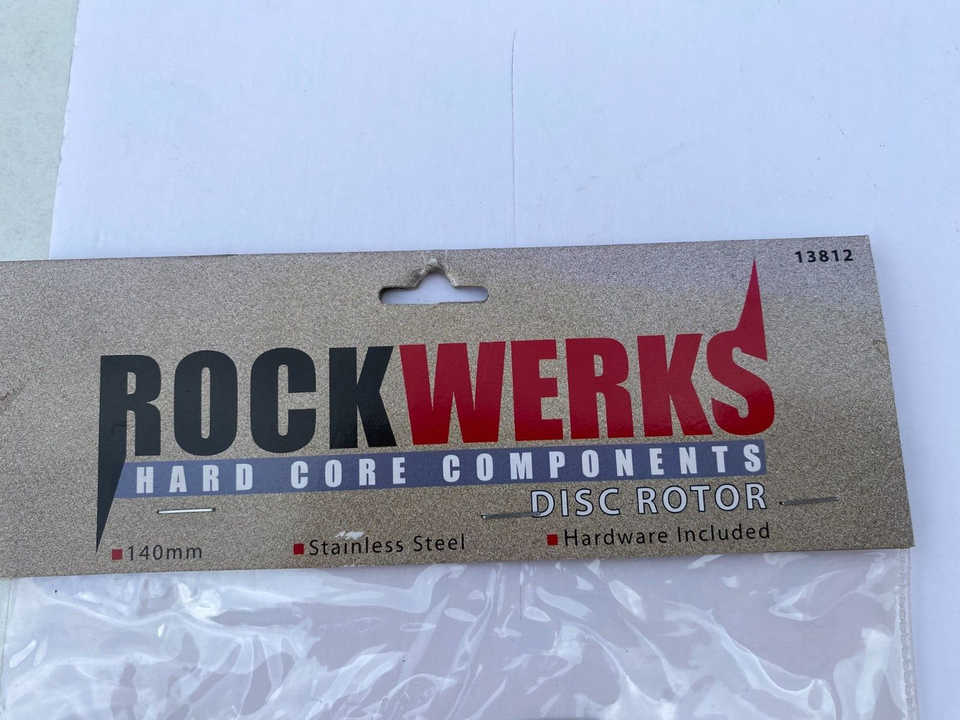 13812
ROCKWERKS
HARD CORE COMPONENTS
DISC ROTOR
140mm Stainless Steel Hardware Included